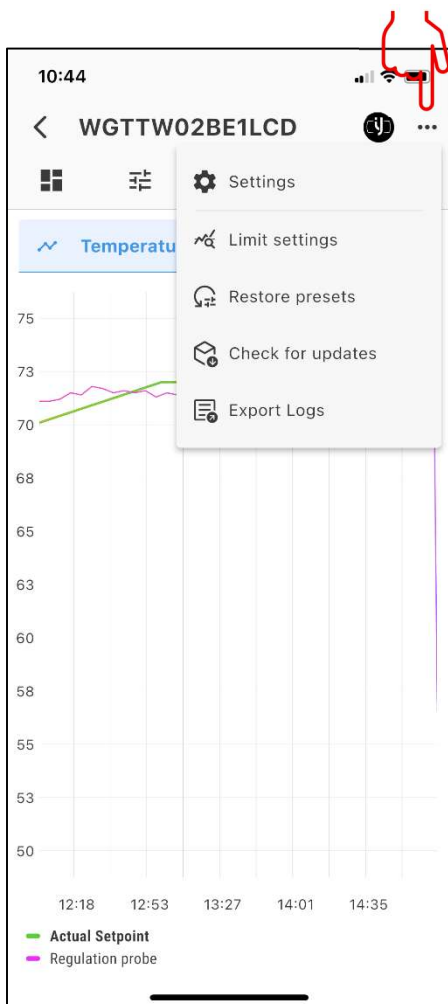 10:44
WGTTW02BE1LCD
Settings
Temperatu
Limit settings
Restore presets
Check for updates
Export Logs
75
73
70
68
65
63
60
58
55
53
50
12:18 12:53 13:27 14:01 14:35
Actual Setpoint
Regulation probe